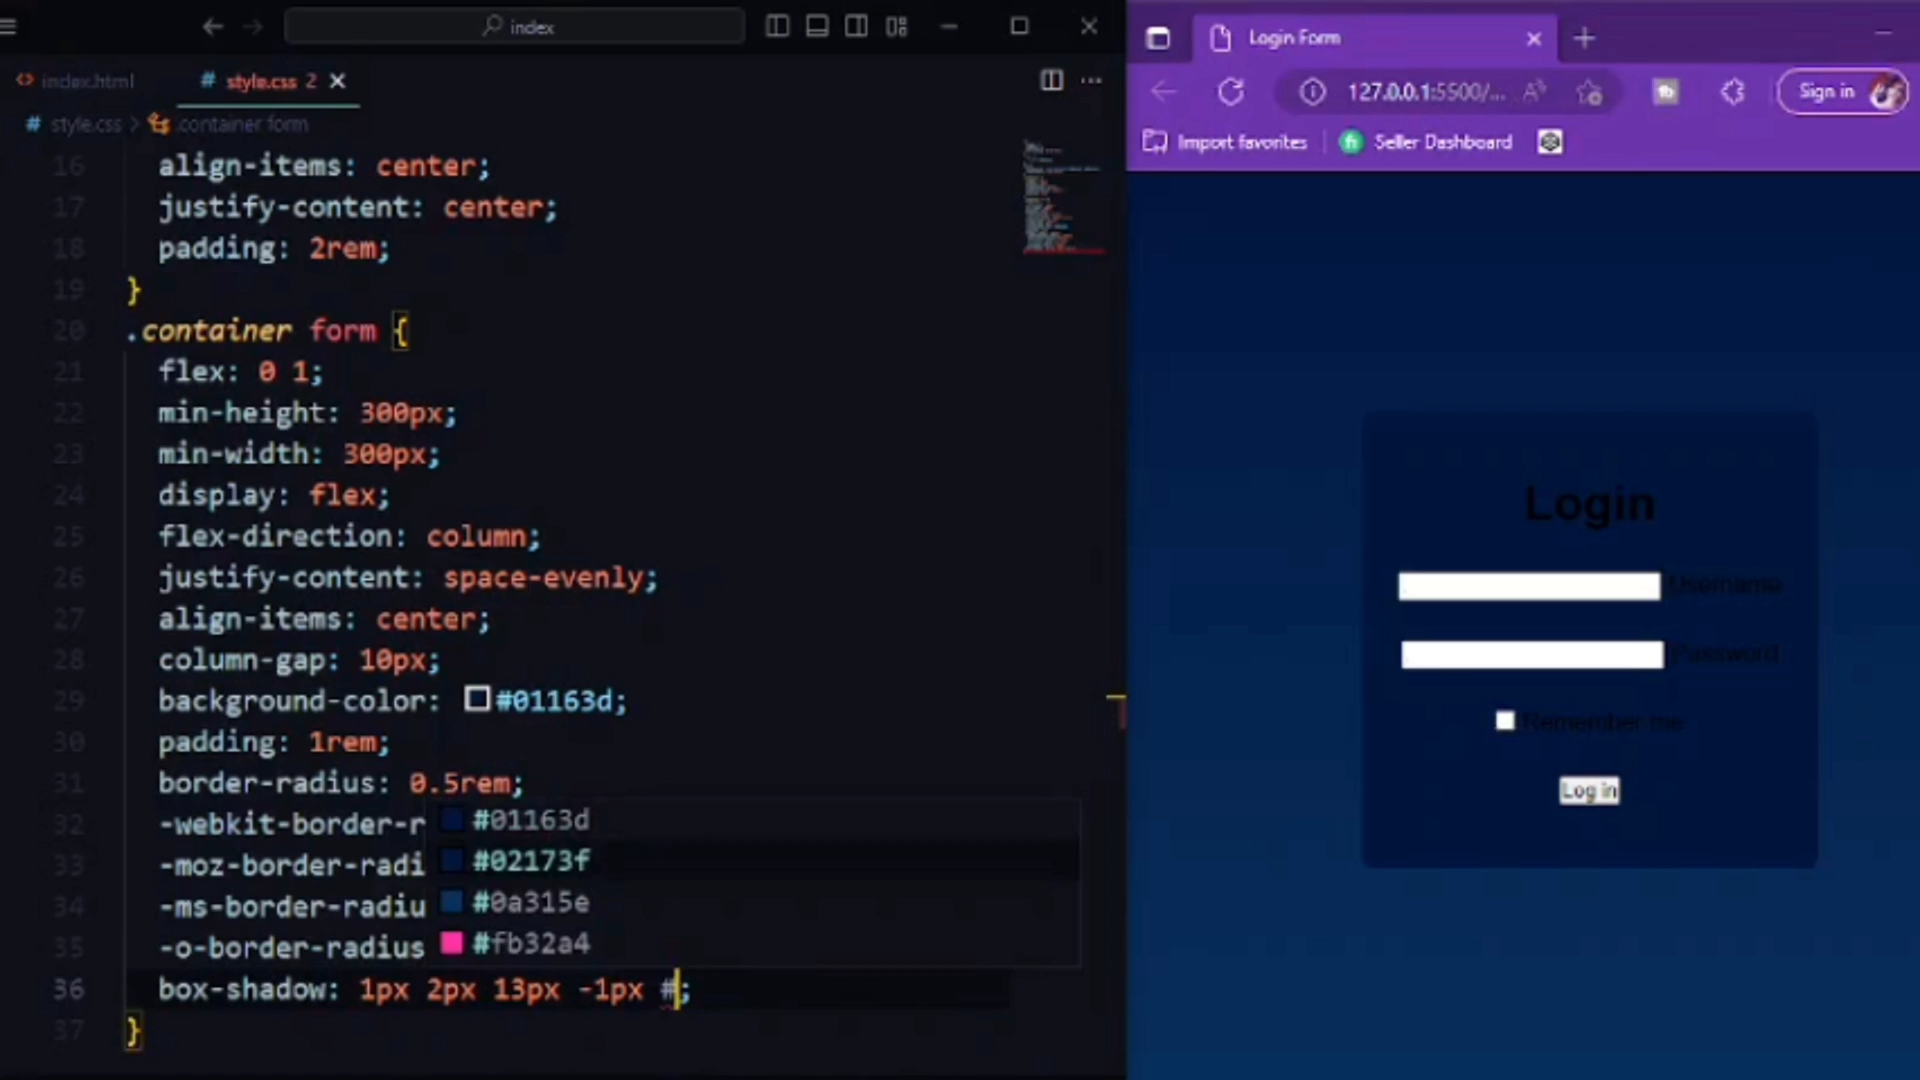 index
index.html
# style.css 2
# style.css > .container form
16 align-items: center;
17 justify-content: center;
18 padding: 2rem;
19 }
20 .container form {
21 flex: 0 1;
22 min-height: 300px;
23 min-width: 300px;
24 display: flex;
25 flex-direction: column;
26 justify-content: space-evenly;
27 align-items: center;
28 column-gap: 10px;
29 background-color: #01163d;
30 padding: 1rem;
31 border-radius: 0.5rem;
32 -webkit-border-r
33 -moz-border-radi
34 -ms-border-radiu
35 -o-border-radius
36 box-shadow: 1px 2px 13px -1px #;
37 }
#01163d
#02173f
#0a315e
#fb32a4
Login Form
127.0.0.1:5500/...
Sign in
Import favorites
Seller Dashboard
Login
Username
Password
Remember me
Log in